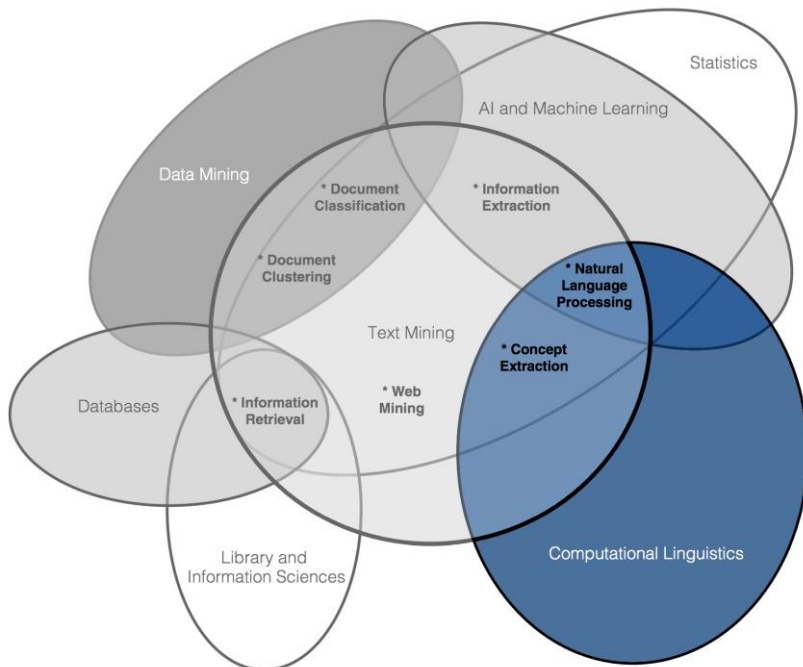 Statistics
AI and Machine Learning
Data Mining
* Document
Classification
* Information
Extraction
* Document
Clustering
* Natural
Language
Processing
Text Mining
* Concept
Extraction
* Web
Mining
Databases
* Information
Retrieval
Library and
Information Sciences
Computational Linguistics